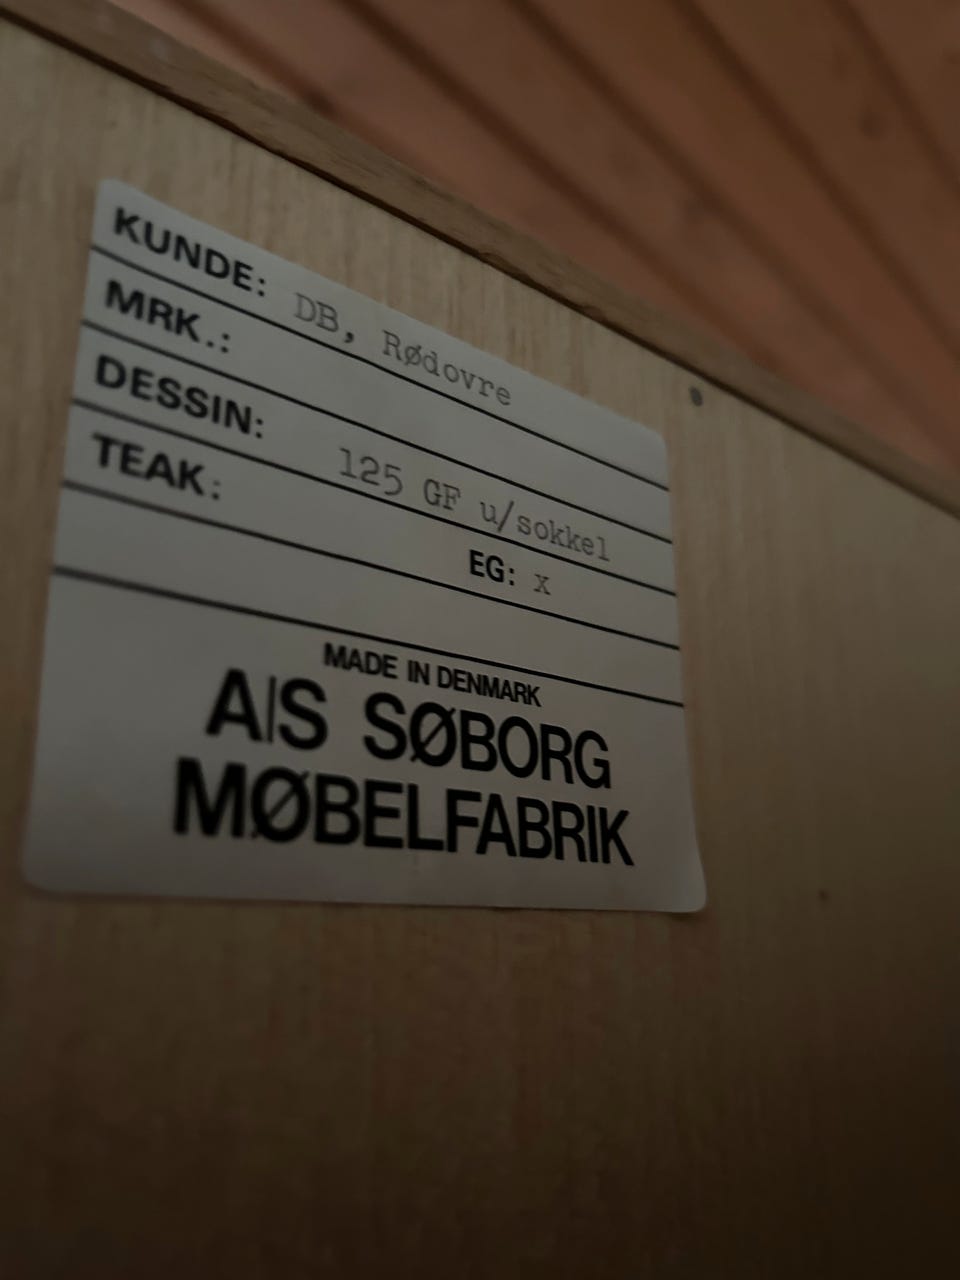 KUNDE: DB, Rødovre
MRK.:
DESSIN: 125 GF u/sokkel
TEAK: EG: x
MADE IN DENMARK
A/S SØBORG
MØBELFABRIK